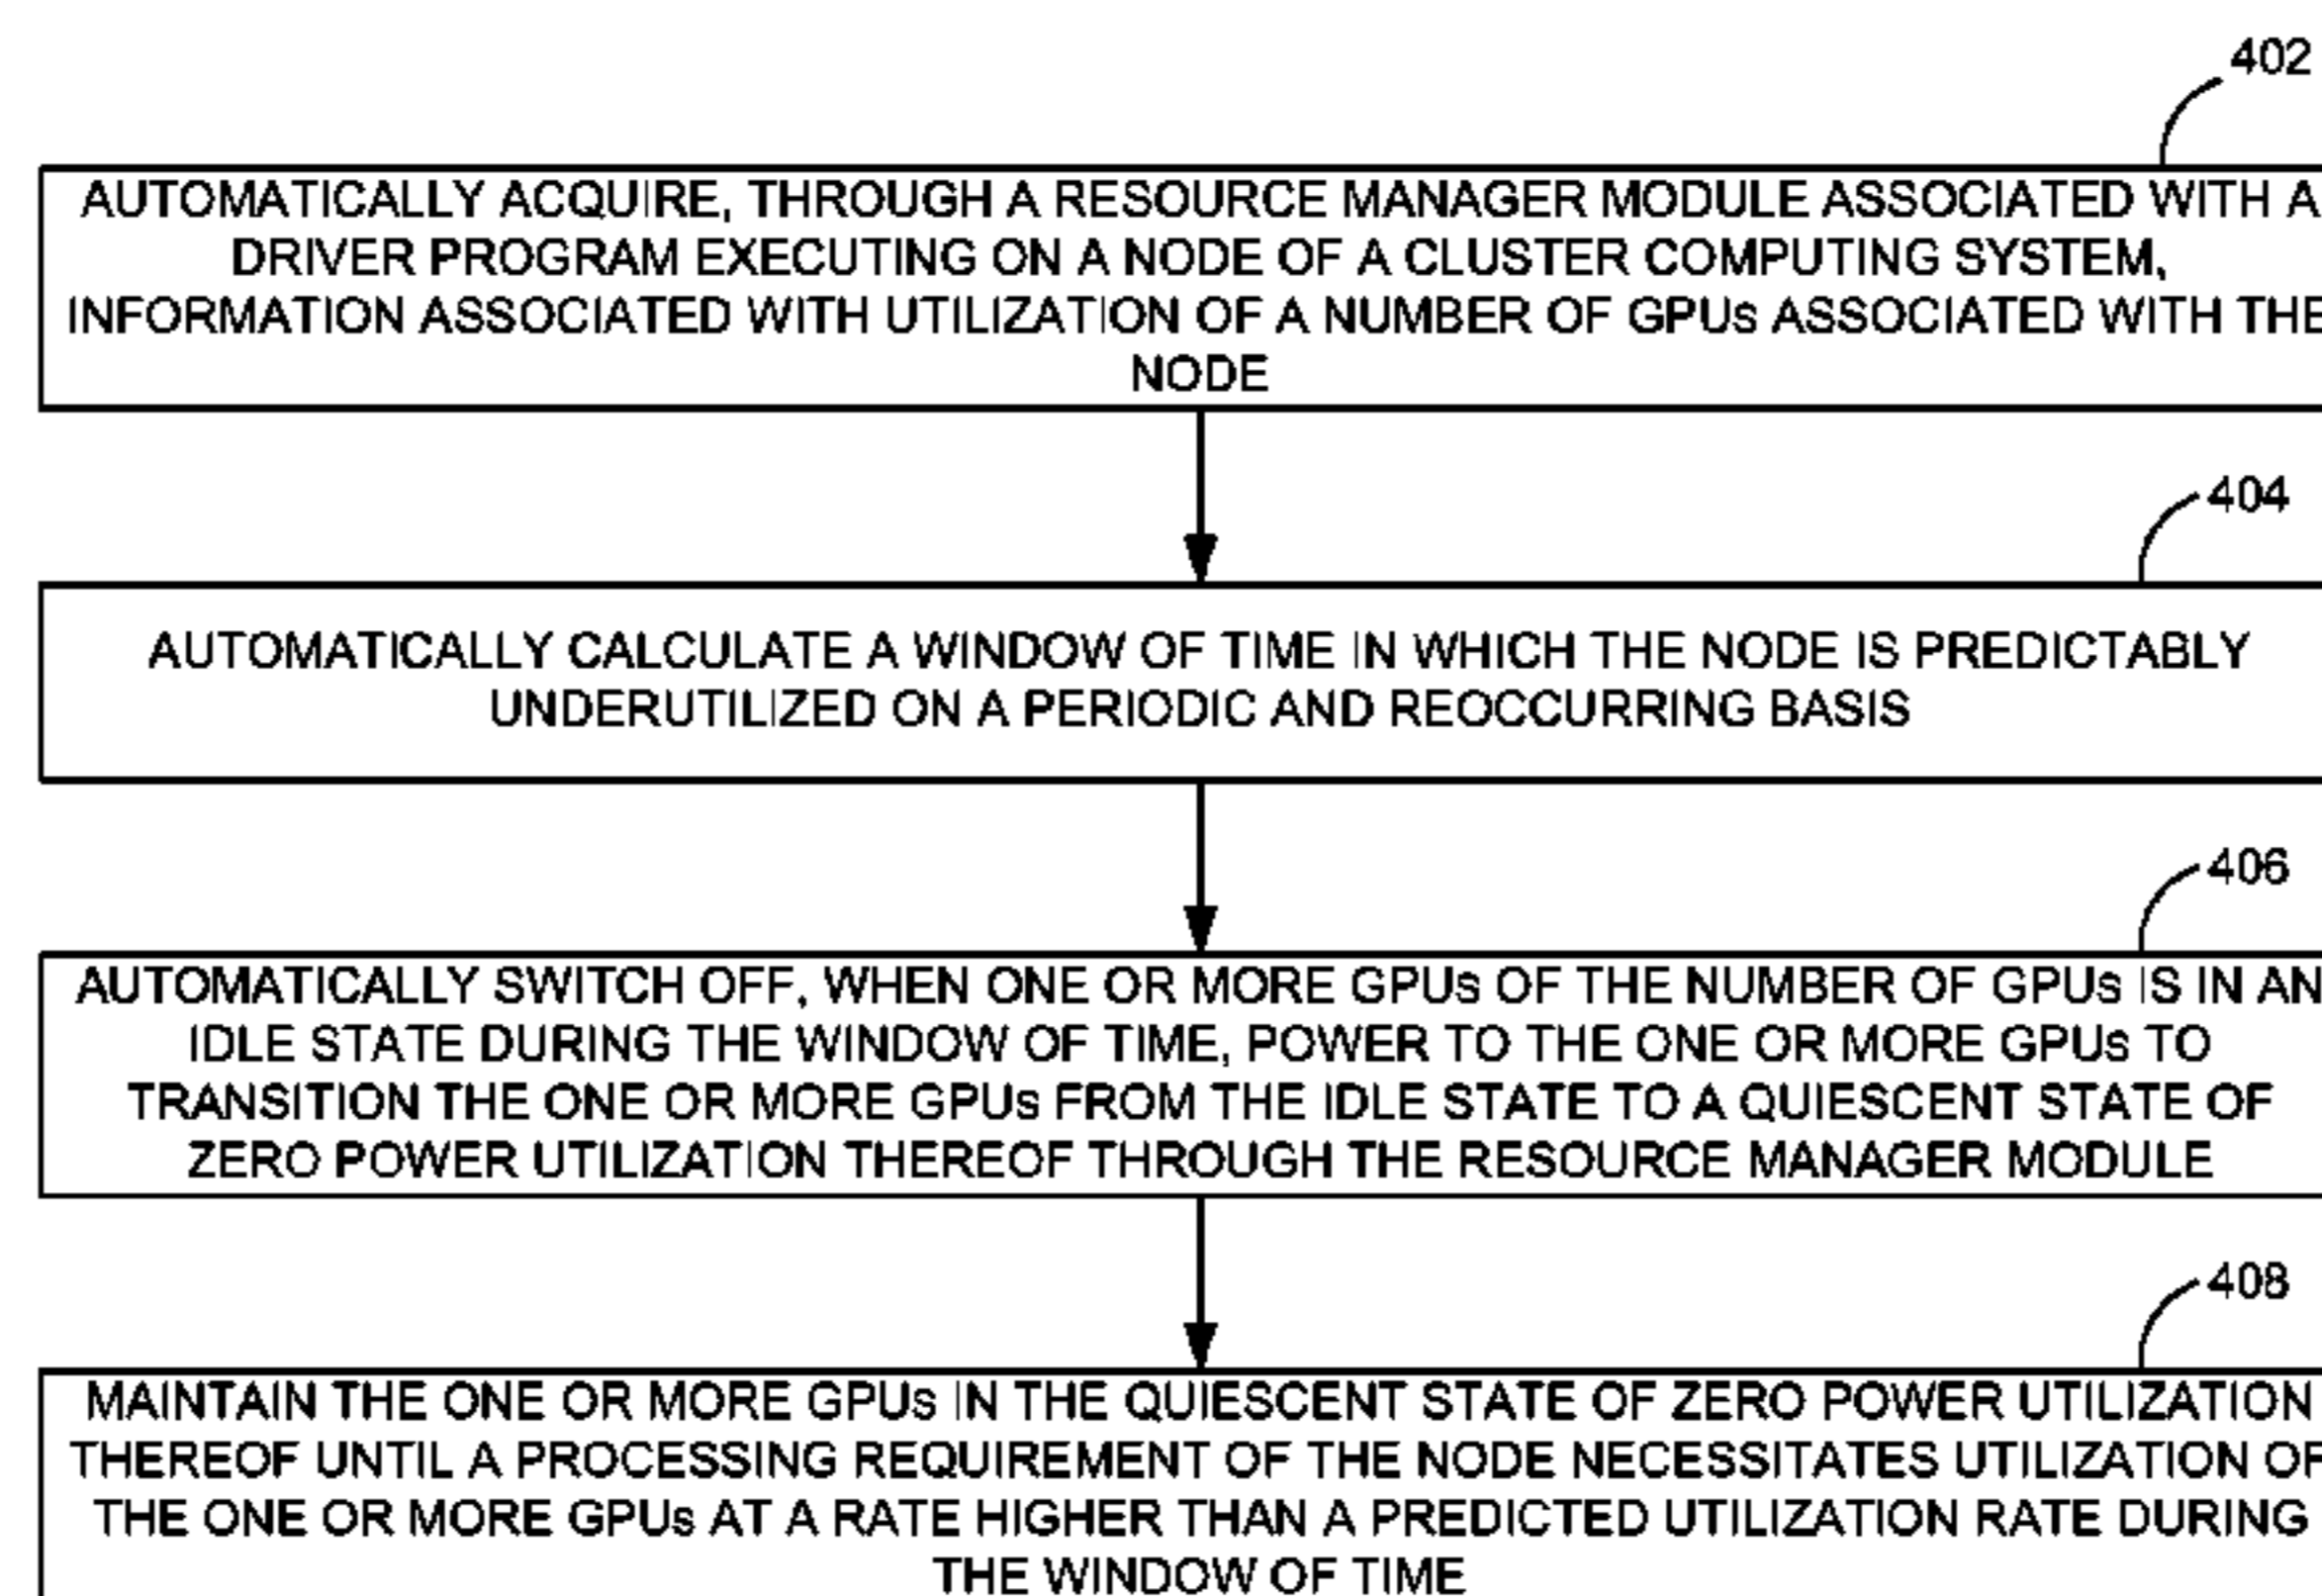 402
AUTOMATICALLY ACQUIRE, THROUGH A RESOURCE MANAGER MODULE ASSOCIATED WITH A
DRIVER PROGRAM EXECUTING ON A NODE OF A CLUSTER COMPUTING SYSTEM,
INFORMATION ASSOCIATED WITH UTILIZATION OF A NUMBER OF GPUs ASSOCIATED WITH THE
NODE
404
AUTOMATICALLY CALCULATE A WINDOW OF TIME IN WHICH THE NODE IS PREDICTABLY
UNDERUTILIZED ON A PERIODIC AND REOCCURRING BASIS
406
AUTOMATICALLY SWITCH OFF, WHEN ONE OR MORE GPUs OF THE NUMBER OF GPUs IS IN AN
IDLE STATE DURING THE WINDOW OF TIME, POWER TO THE ONE OR MORE GPUs TO
TRANSITION THE ONE OR MORE GPUs FROM THE IDLE STATE TO A QUIESCENT STATE OF
ZERO POWER UTILIZATION THEREOF THROUGH THE RESOURCE MANAGER MODULE
408
MAINTAIN THE ONE OR MORE GPUs IN THE QUIESCENT STATE OF ZERO POWER UTILIZATION
THEREOF UNTIL A PROCESSING REQUIREMENT OF THE NODE NECESSITATES UTILIZATION OF
THE ONE OR MORE GPUs AT A RATE HIGHER THAN A PREDICTED UTILIZATION RATE DURING
THE WINDOW OF TIME